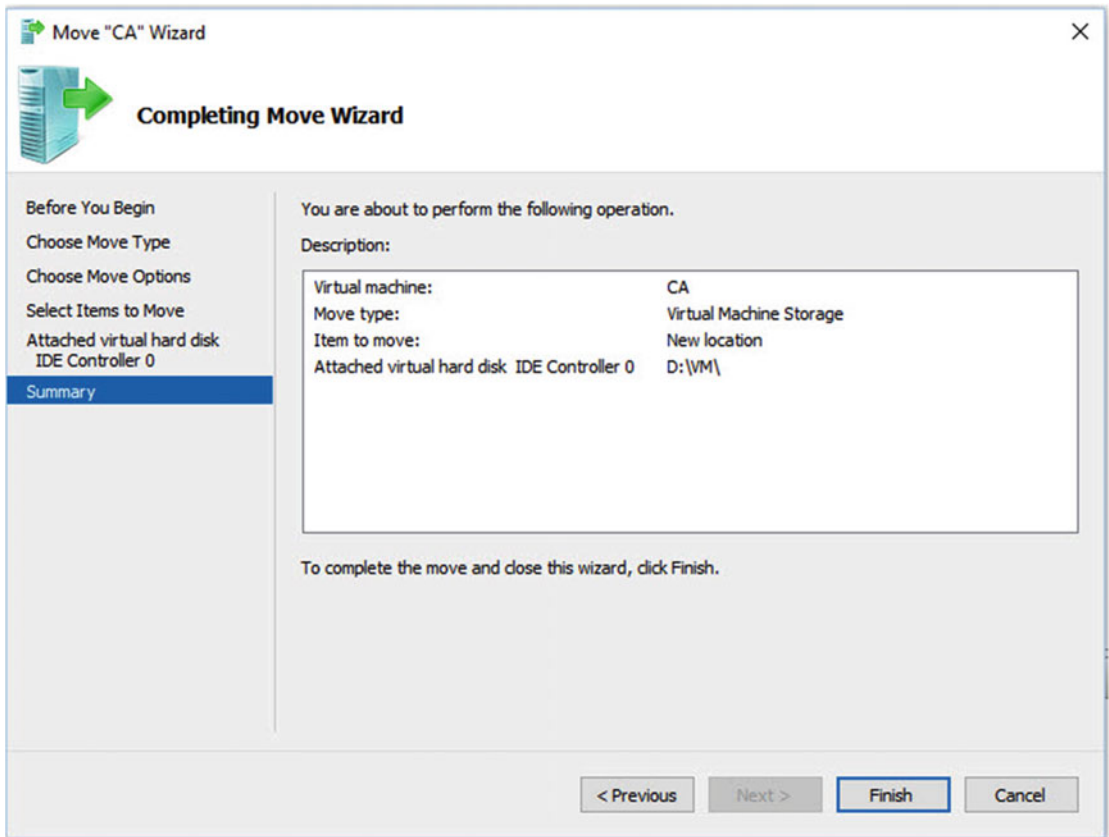 Move "CA" Wizard
Completing Move Wizard
Before You Begin
Choose Move Type
Choose Move Options
Select Items to Move
Attached virtual hard disk
IDE Controller 0
Summary
You are about to perform the following operation.
Description:
Virtual machine: CA
Move type: Virtual Machine Storage
Item to move: New location
Attached virtual hard disk IDE Controller 0 D:\VM\
To complete the move and close this wizard, click Finish.
< Previous Next > Finish Cancel